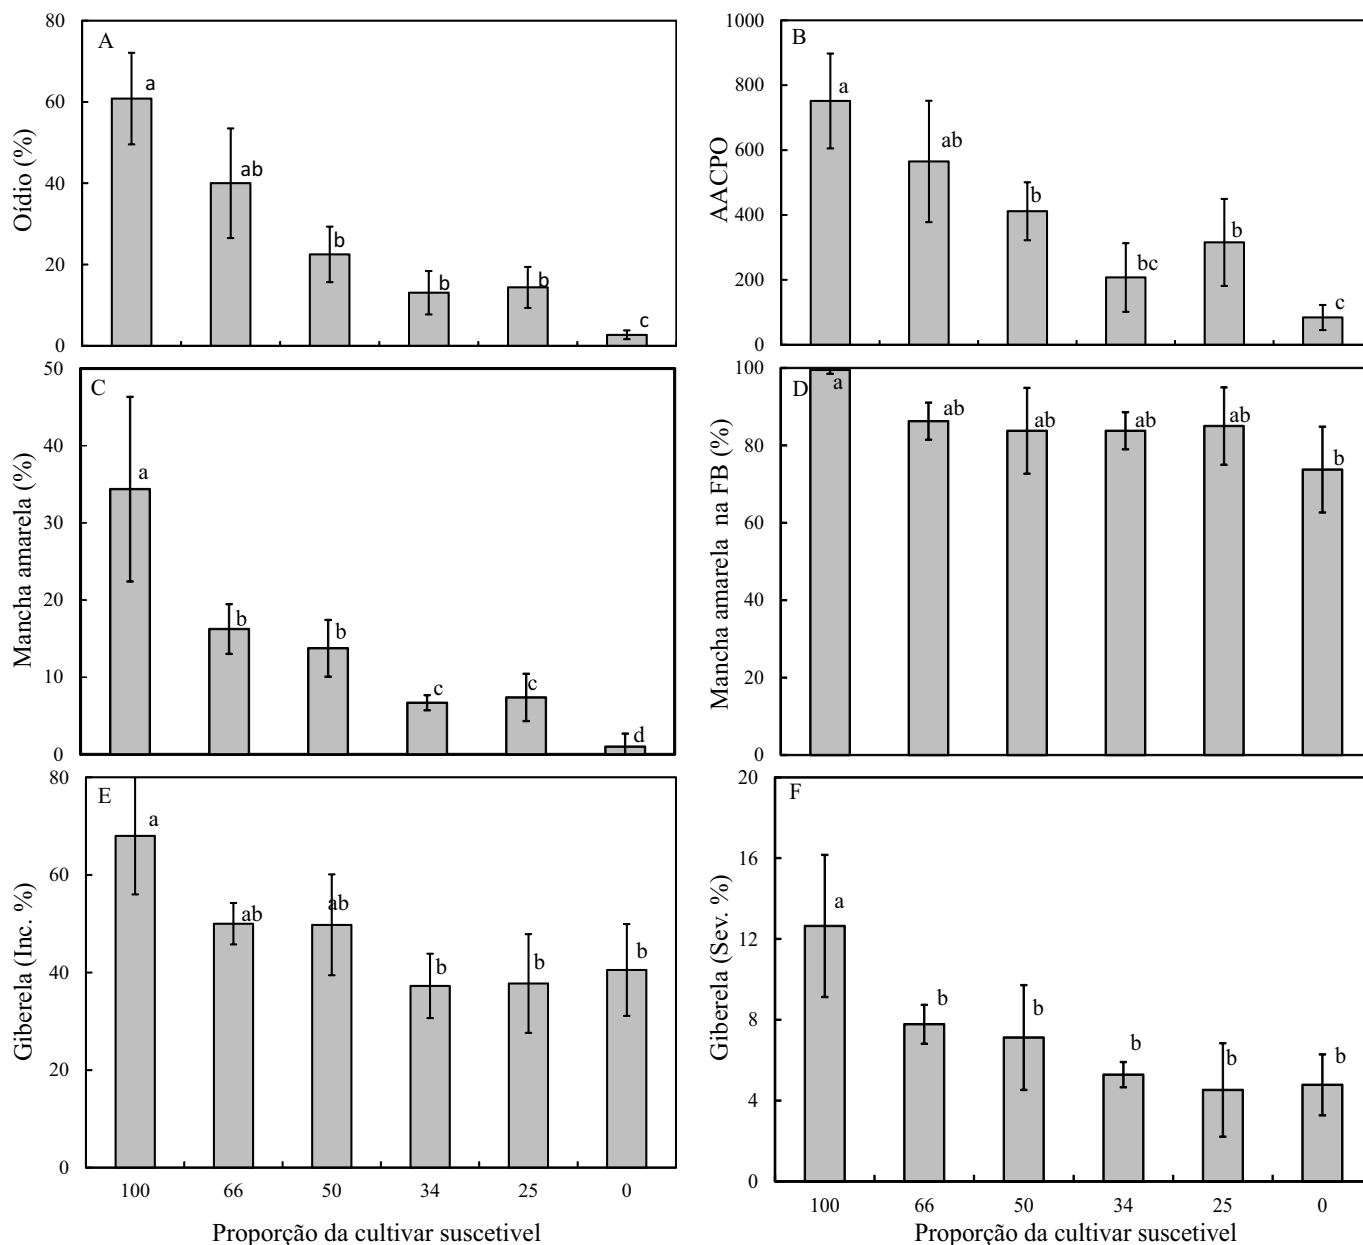 A
Oídio (%)
80
60
40
20
0
a
ab
b
b
b
c
B
AACPO
1000
800
600
400
200
0
a
ab
b
bc
b
c
C
Mancha amarela (%)
50
40
30
20
10
0
a
b
b
c
c
d
D
Mancha amarela na FB (%)
100
80
60
40
20
0
a
ab
ab
ab
ab
b
E
Giberela (Inc. %)
80
60
40
20
0
a
ab
ab
b
b
b
100 66 50 34 25 0
Proporção da cultivar suscetivel
F
Giberela (Sev. %)
20
16
12
8
4
0
a
b
b
b
b
b
100 66 50 34 25 0
Proporção da cultivar suscetivel